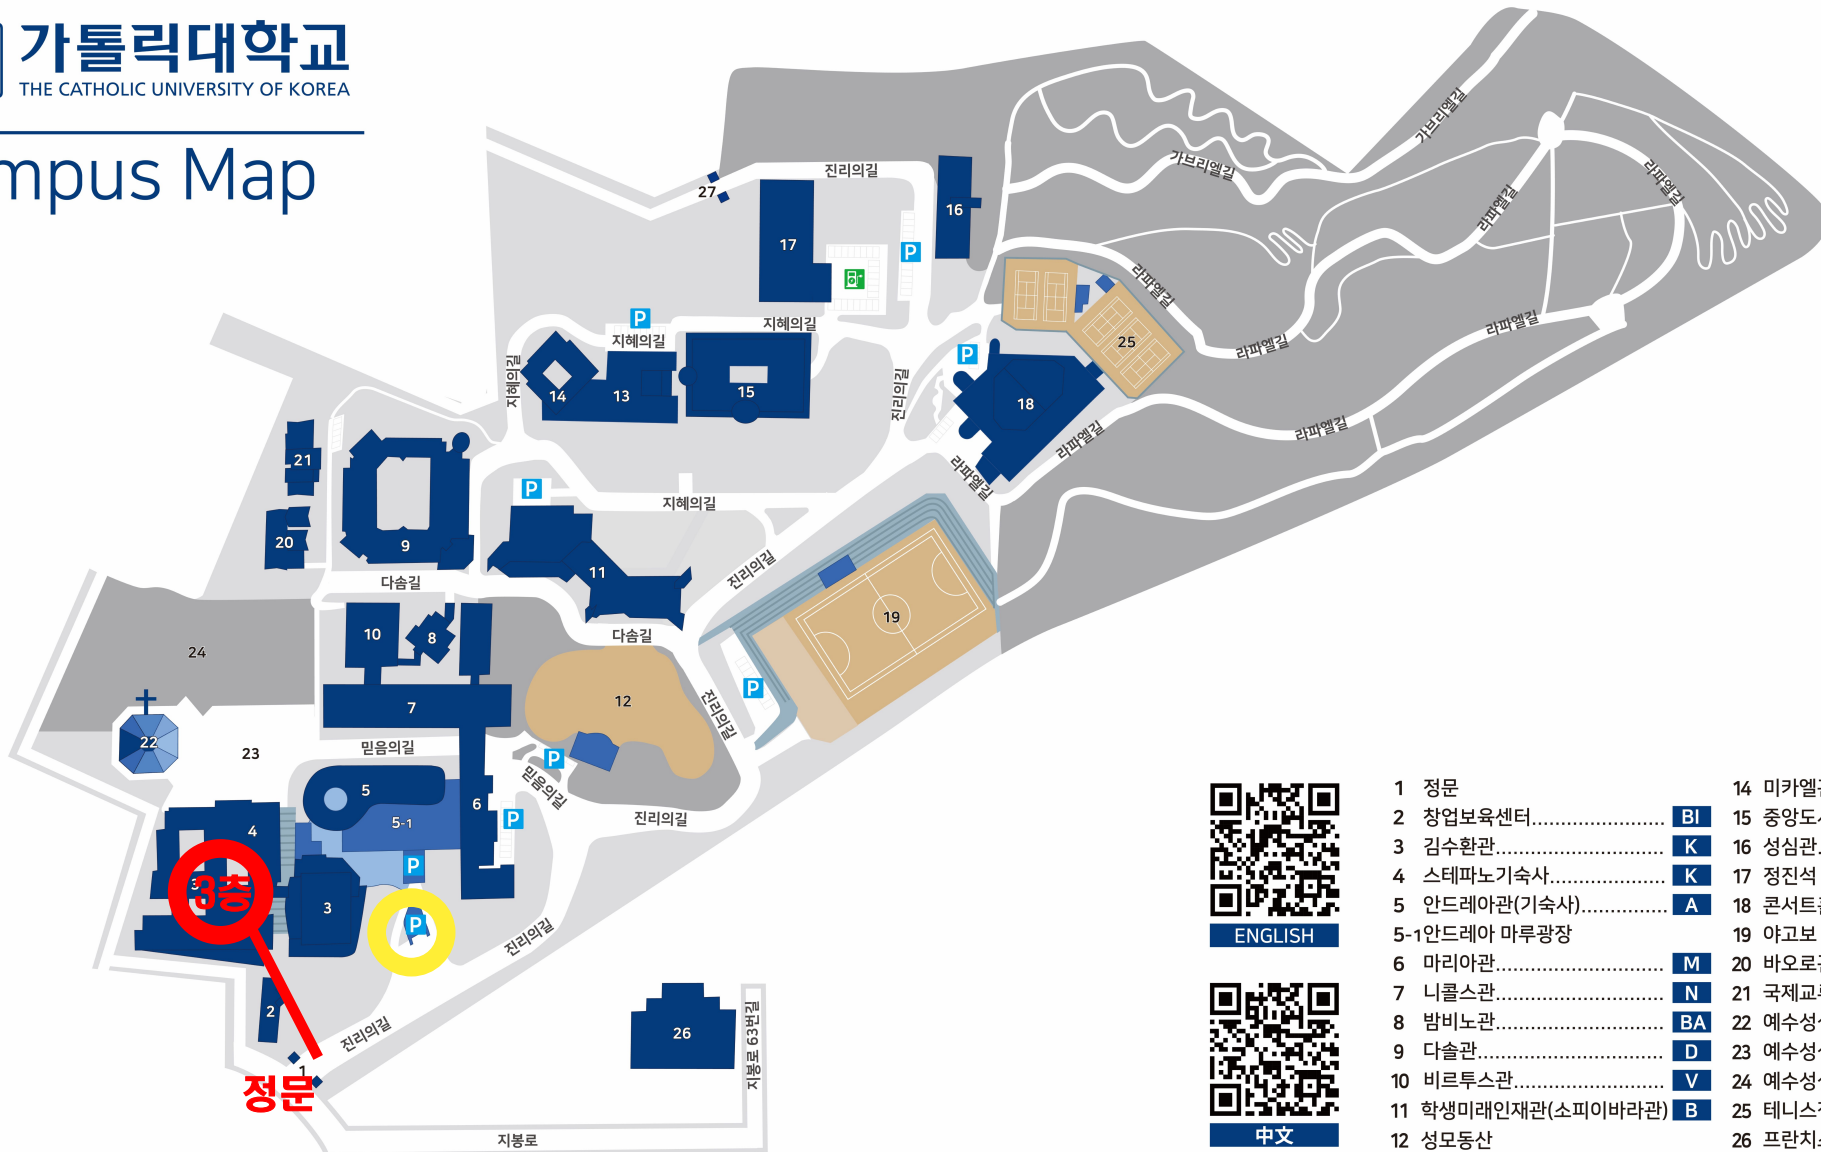 가톨릭대학교
THE CATHOLIC UNIVERSITY OF KOREA
mpus Map
가브리엘길
가브리엘길
진리의길
27
16
17
P
라파엘길
라파엘길
라파엘길
P
지혜의길
지혜의길
지혜의길
14
13
15
진리의길
P
18
25
라파엘길
라파엘길
라파엘길
라파엘길
라파엘길
21
20
9
P
지혜의길
11
다솜길
진리의길
19
10
8
다솜길
24
7
12
진리의길
P
22
23
믿음의길
P
믿음의길
5
5-1
6
P
진리의길
4
P
3층
3
P
진리의길
2
진리의길
1
정문
26
지봉로 63번길
지봉로
ENGLISH
中文
1 정문
2 창업보육센터....................... BI
3 김수환관............................. K
4 스테파노기숙사.................... K
5 안드레아관(기숙사)............... A
5-1안드레아 마루광장
6 마리아관............................. M
7 니콜스관............................. N
8 밤비노관............................. BA
9 다솔관................................ D
10 비르투스관.......................... V
11 학생미래인재관(소피이바라관) B
12 성모동산
14 미카엘
15 중앙도
16 성심관
17 정진석
18 콘서트
19 야고보
20 바오로
21 국제교
22 예수성
23 예수성
24 예수성
25 테니스
26 프란치